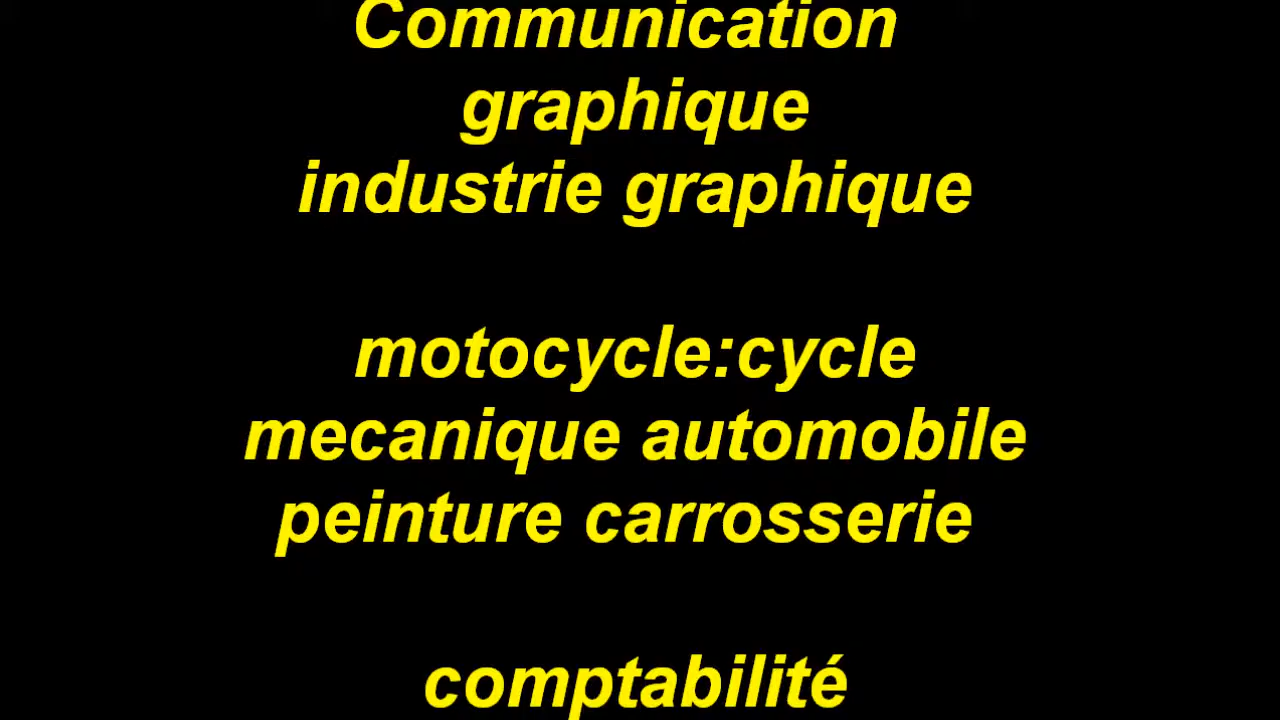 Communication
graphique
industrie graphique
motocycle:cycle
mecanique automobile
peinture carrosserie
comptabilité